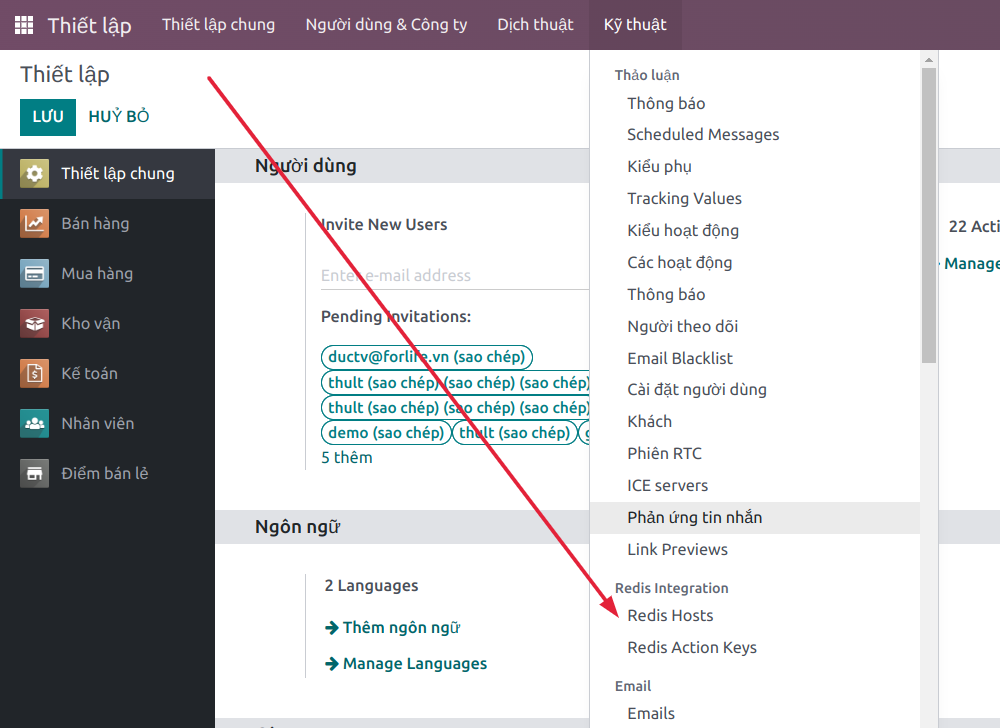 Thiết lập Thiết lập chung Người dùng & Công ty Dịch thuật Kỹ thuật
Thiết lập
LƯU HUỶ BỎ
Thiết lập chung
Bán hàng
Mua hàng
Kho vận
Kế toán
Nhân viên
Điểm bán lẻ
Người dùng
Invite New Users
Enter e-mail address
Pending Invitations:
ductv@forlife.vn (sao chép)
thult (sao chép) (sao chép) (sao chép)
thult (sao chép) (sao chép) (sao chép)
demo (sao chép) thult (sao chép)
5 thêm
Ngôn ngữ
2 Languages
Thêm ngôn ngữ
Manage Languages
Thảo luận
Thông báo
Scheduled Messages
Kiểu phụ
Tracking Values
Kiểu hoạt động
Các hoạt động
Thông báo
Người theo dõi
Email Blacklist
Cài đặt người dùng
Khách
Phiên RTC
ICE servers
Phản ứng tin nhắn
Link Previews
Redis Integration
Redis Hosts
Redis Action Keys
Email
Emails
22 Acti
Manage